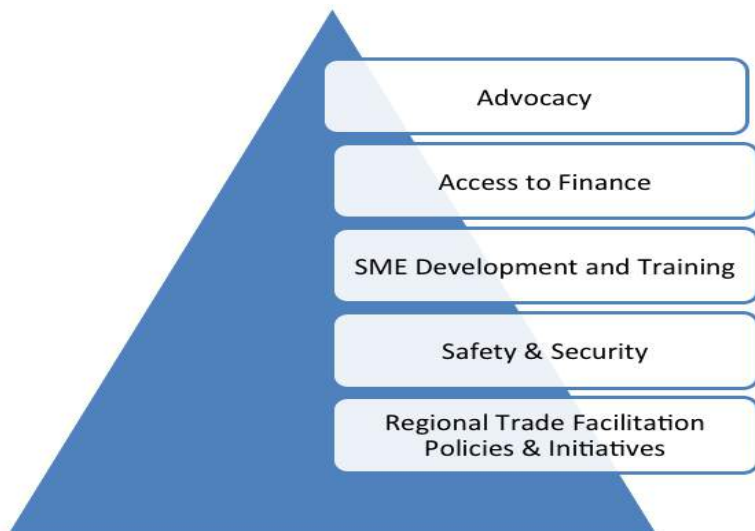 Advocacy
Access to Finance
SME Development and Training
Safety & Security
Regional Trade Facilitation
Policies & Initiatives